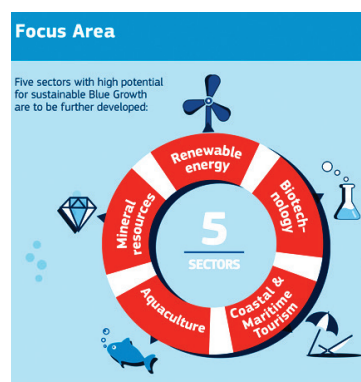 Focus Area
Five sectors with high potential
for sustainable Blue Growth
are to be further developed:
Renewable
energy
Biotech-
nology
Coastal &
Maritime
Tourism
Aquaculture
Mineral
resources
5
SECTORS